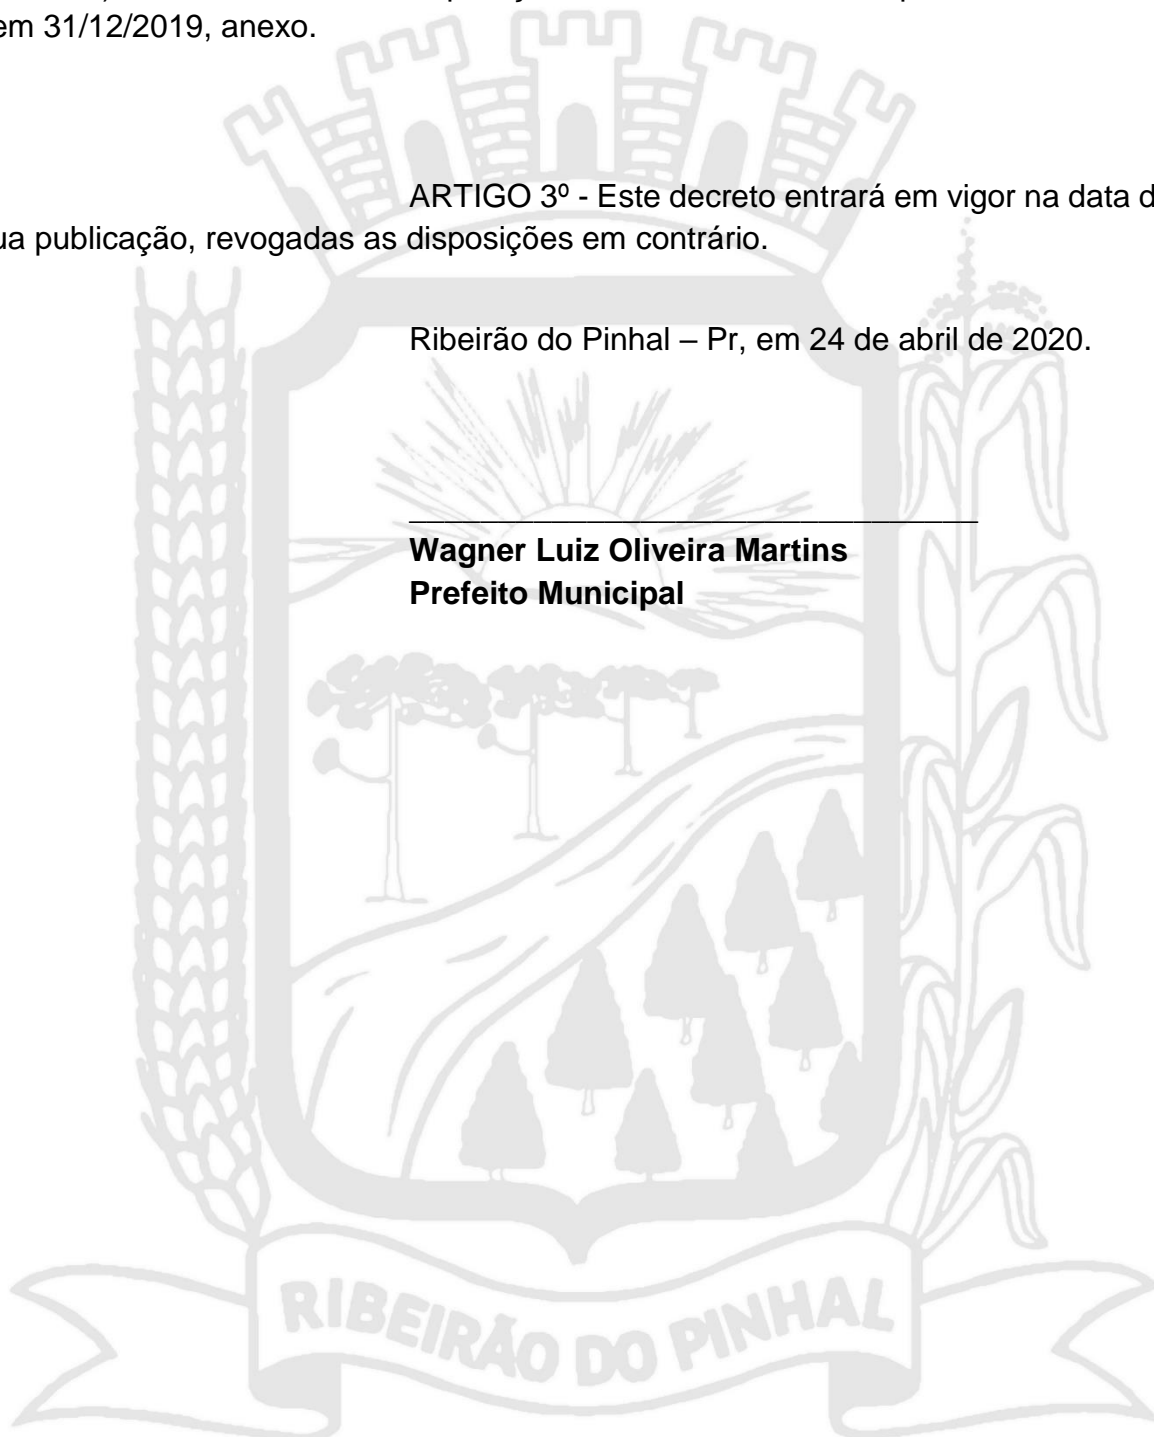 em 31/12/2019, anexo.
ARTIGO 3º - Este decreto entrará em vigor na data d
ua publicação, revogadas as disposições em contrário.
Ribeirão do Pinhal – Pr, em 24 de abril de 2020.
Wagner Luiz Oliveira Martins
Prefeito Municipal
RIBEIRÃO DO PINHAL